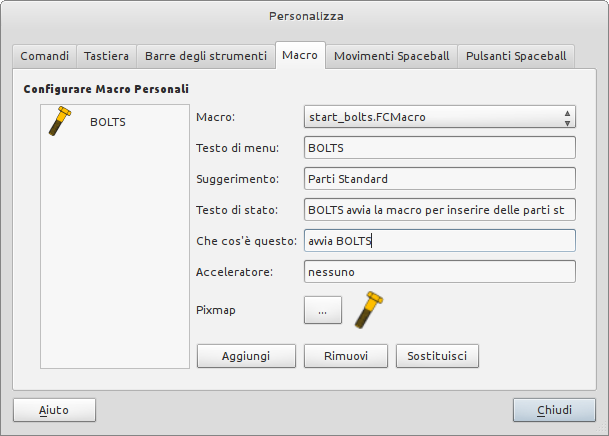 Personalizza
Comandi Tastiera Barre degli strumenti Macro Movimenti Spaceball Pulsanti Spaceball
Configurare Macro Personali
BOLTS
Macro: start_bolts.FCMacro
Testo di menu: BOLTS
Suggerimento: Parti Standard
Testo di stato: BOLTS avvia la macro per inserire delle parti st
Che cos'è questo: avvia BOLTS
Acceleratore: nessuno
Pixmap ...
Aggiungi Rimuovi Sostituisci
Aiuto Chiudi